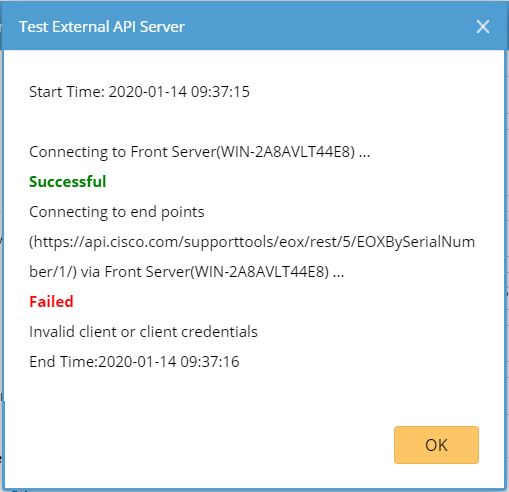 Test External API Server
Start Time: 2020-01-14 09:37:15
Connecting to Front Server(WIN-2A8AVLT44E8) ...
Successful
Connecting to end points
(https://api.cisco.com/supporttools/eox/rest/5/EOXBySerialNum
ber/1/) via Front Server(WIN-2A8AVLT44E8) ...
Failed
Invalid client or client credentials
End Time:2020-01-14 09:37:16
OK